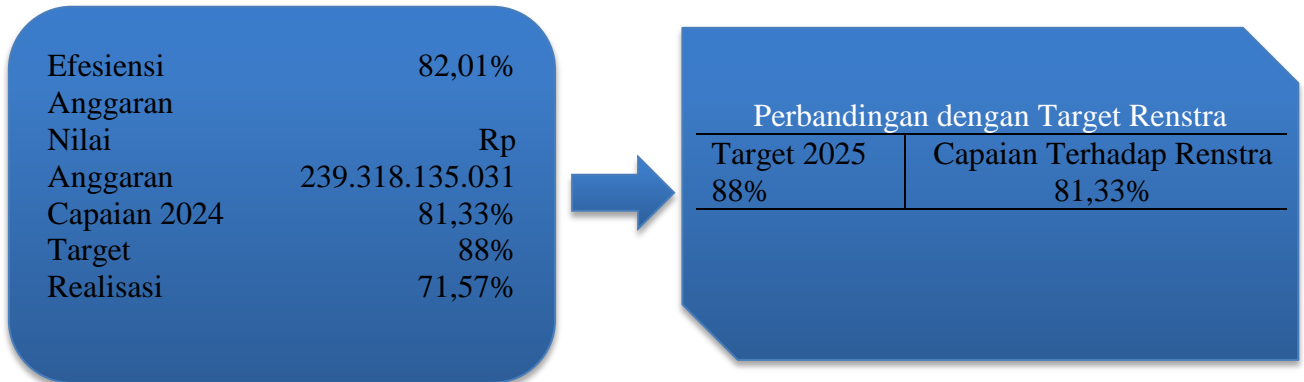 Efesiensi 82,01%
Anggaran
Nilai Rp
Anggaran 239.318.135.031
Capaian 2024 81,33%
Target 88%
Realisasi 71,57%
Perbandingan dengan Target Renstra
Target 2025 Capaian Terhadap Renstra
88% 81,33%